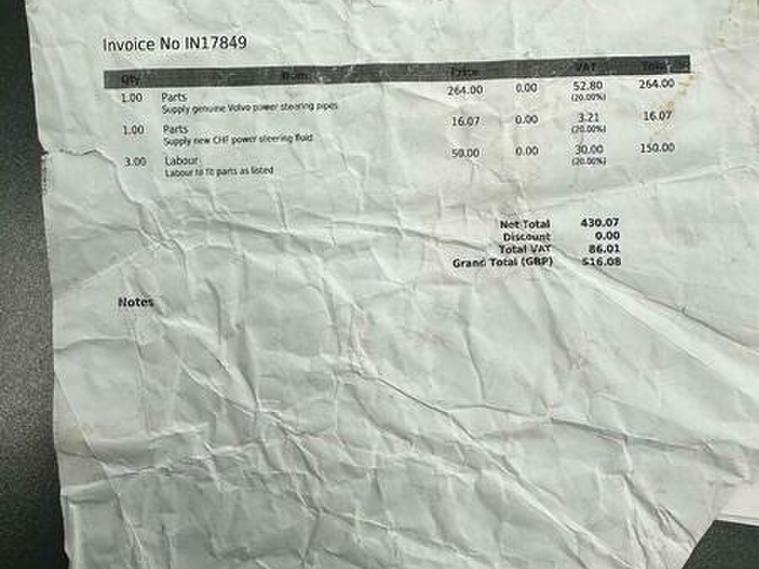 Invoice No IN17849
Qty Item Price VAT Total
1.00 Parts 264.00 0.00 52.80 264.00
Supply genuine Volvo power stearing pipes (20.00%)
1.00 Parts 16.07 0.00 3.21 16.07
Supply new CHF power steering fluid (20.00%)
3.00 Labour 50.00 0.00 30.00 150.00
Labour to fit parts as listed (20.00%)
Net Total 430.07
Discount 0.00
Total VAT 86.01
Grand Total (GBP) 516.08
Notes